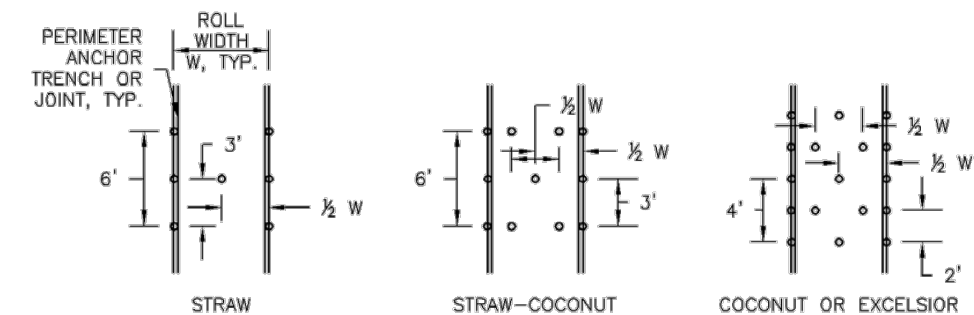 PERIMETER
ANCHOR
TRENCH OR
JOINT, TYP.
ROLL
WIDTH
W, TYP.
3'
6'
½ W
STRAW
½ W
½ W
6'
3'
STRAW-COCONUT
½ W
½ W
4'
2'
COCONUT OR EXCELSIOR